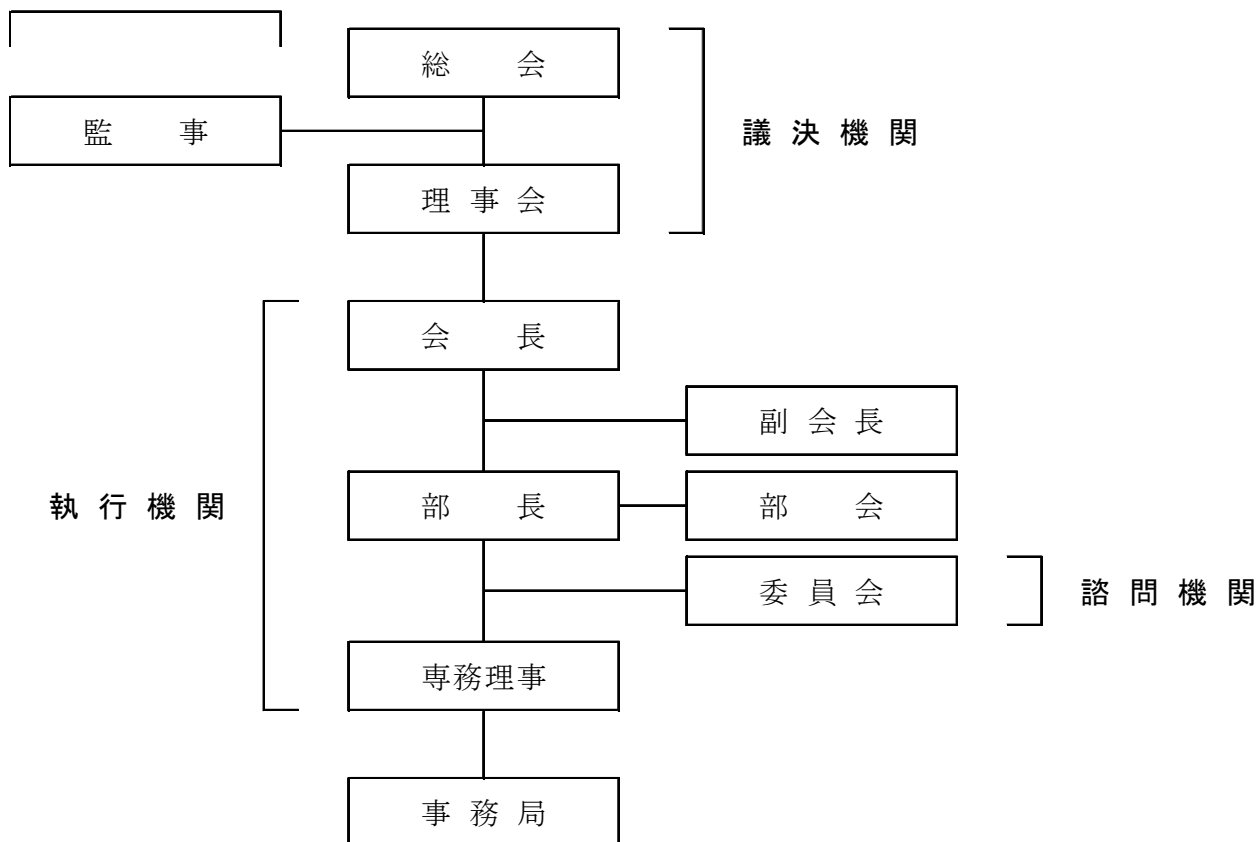 総会
監事
議決機関
理事会
会長
副会長
執行機関
部長
部会
委員会
諮問機関
専務理事
事務局